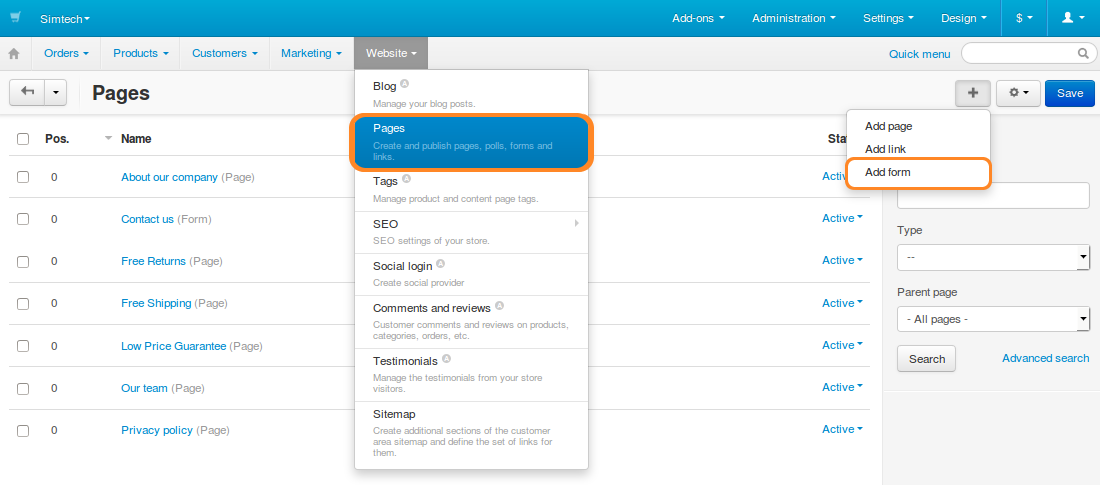 Simtech
Add-ons
Administration
Settings
Design
$
Orders
Products
Customers
Marketing
Website
Quick menu
Pages
Save
Blog A
Manage your blog posts.
Pages
Create and publish pages, polls, forms and
links.
Tags A
Manage product and content page tags.
SEO
SEO settings of your store.
Social login A
Create social provider
Comments and reviews A
Customer comments and reviews on products,
categories, orders, etc.
Testimonials A
Manage the testimonials from your store
visitors.
Sitemap
Create additional sections of the customer
area sitemap and define the set of links for
them.
Add page
Add link
Add form
Pos. Name
0 About our company (Page) Active
0 Contact us (Form) Active
0 Free Returns (Page) Active
0 Free Shipping (Page) Active
0 Low Price Guarantee (Page) Active
0 Our team (Page) Active
0 Privacy policy (Page) Active
Type
--
Parent page
- All pages -
Search
Advanced search